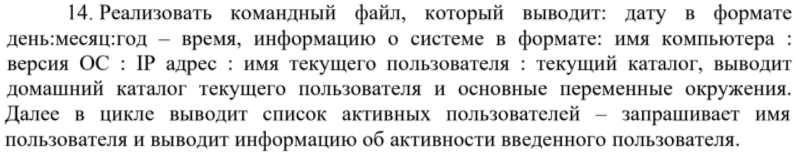 14. Реализовать командный файл, который выводит: дату в формате
день:месяц:год – время, информацию о системе в формате: имя компьютера :
версия ОС : IP адрес : имя текущего пользователя : текущий каталог, выводит
домашний каталог текущего пользователя и основные переменные окружения.
Далее в цикле выводит список активных пользователей – запрашивает имя
пользователя и выводит информацию об активности введенного пользователя.